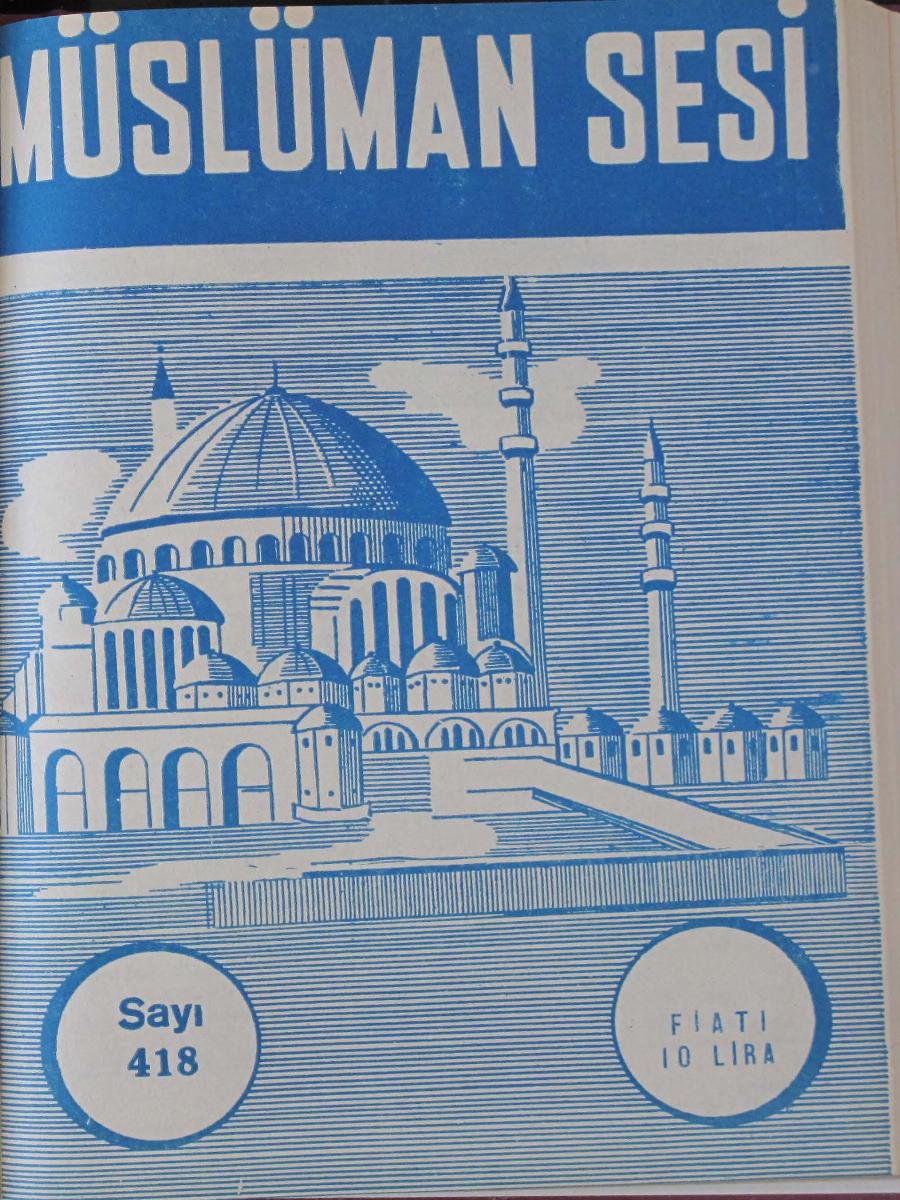 MÜSLÜMAN SESİ
Sayı
418
FİATI
10 LİRA